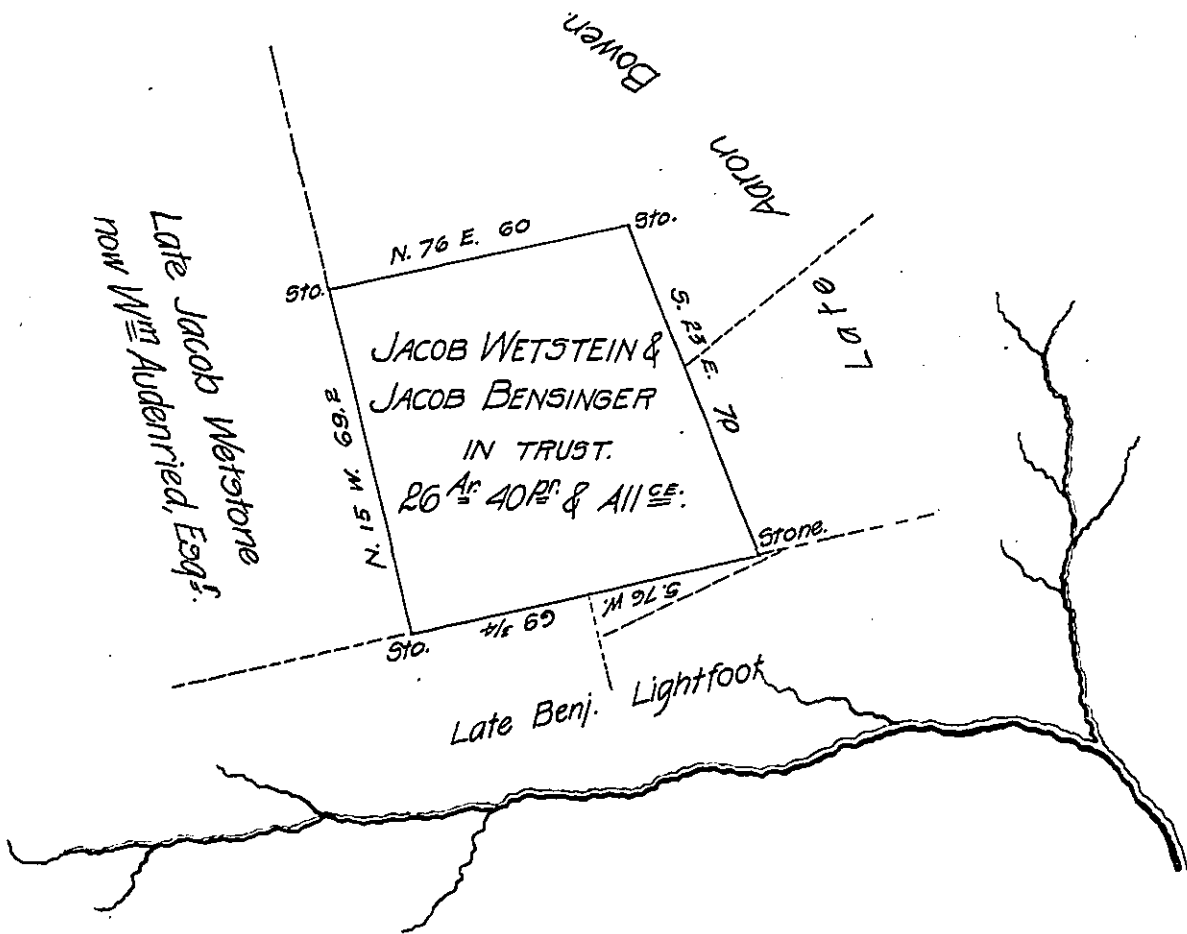 Late Aaron Bowen.
N. 76 E. 60
Sto.
Sto.
S. 23 E. 70
Late Jacob Wetstone
now Wm Audenried, Esqr.
N. 15 W. 69.2
JACOB WETSTEIN &
JACOB BENSINGER
IN TRUST.
26 Ar. 40 Pr. & All ce:
Stone.
S. 76 W. 69 3/4
Sto.
Late Benj. Lightfoot